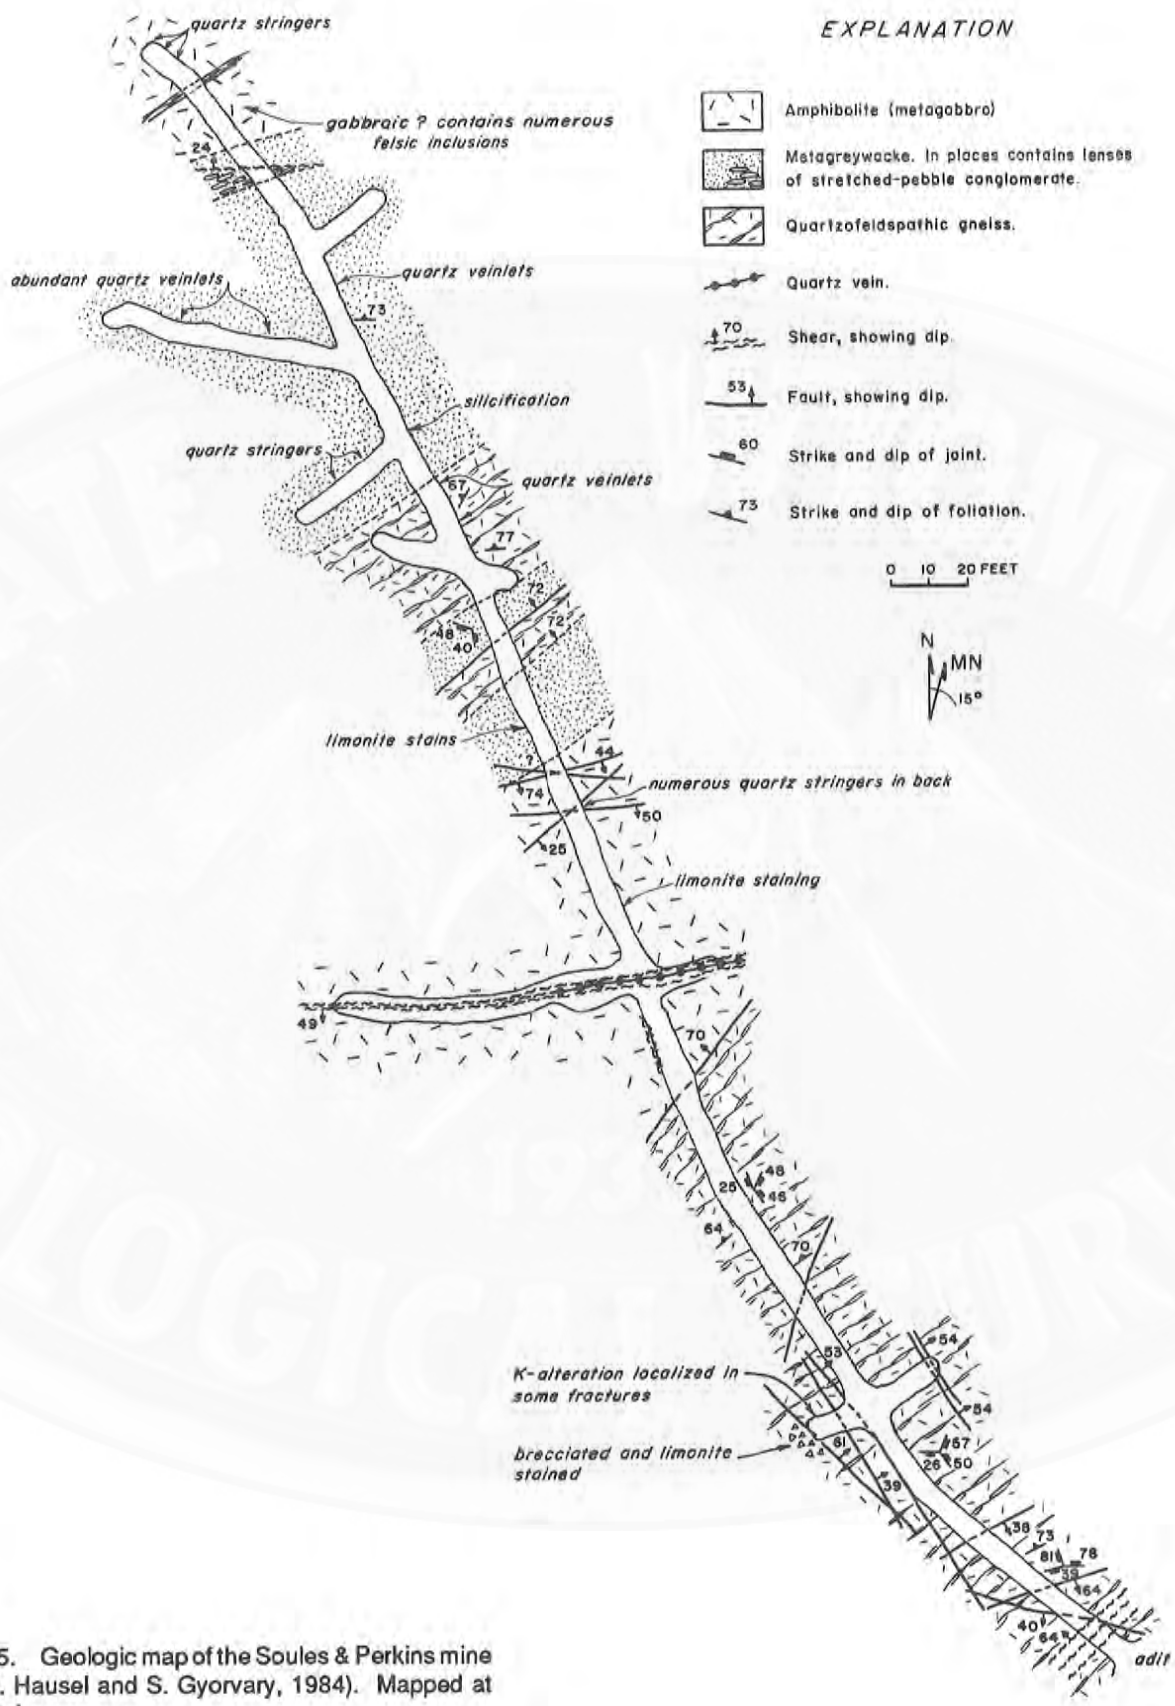 quartz stringers
EXPLANATION
gabbroic ? contains numerous
felsic inclusions
24
Amphibolite (metagabbro)
Metagreywacke. In places contains lenses
of stretched-pebble conglomerate.
Quartzofeldspathic gneiss.
Quartz vein.
70
Shear, showing dip.
53
Fault, showing dip.
60
Strike and dip of joint.
73
Strike and dip of foliation.
0 10 20 FEET
N
MN
15°
abundant quartz veinlets
quartz veinlets
73
silicification
quartz stringers
quartz veinlets
67
77
72
72
48
40
limonite stains
?
44
74
numerous quartz stringers in back
50
25
limonite staining
49
70
48
25
46
64
70
53
54
K-alteration localized in
some fractures
54
61
57
brecciated and limonite
stained
26
50
39
38
73
81
78
39
64
40
64
adit
5. Geologic map of the Soules & Perkins mine
. Hausel and S. Gyorvary, 1984). Mapped at